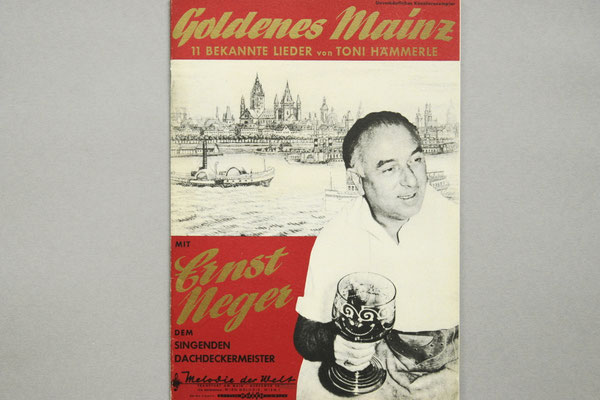 Goldenes Mainz
11 BEKANNTE LIEDER von TONI HÄMMERLE
MIT
Ernst
Neger
DEM
SINGENDEN
DACHDECKERMEISTER
Melodie der Welt